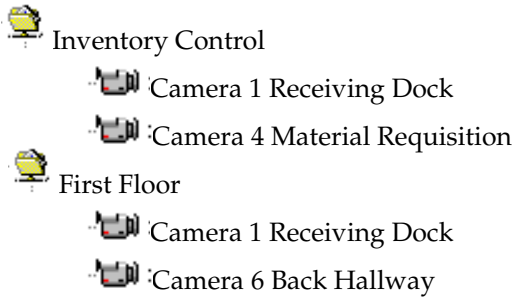 Inventory Control
Camera 1 Receiving Dock
Camera 4 Material Requisition
First Floor
Camera 1 Receiving Dock
Camera 6 Back Hallway